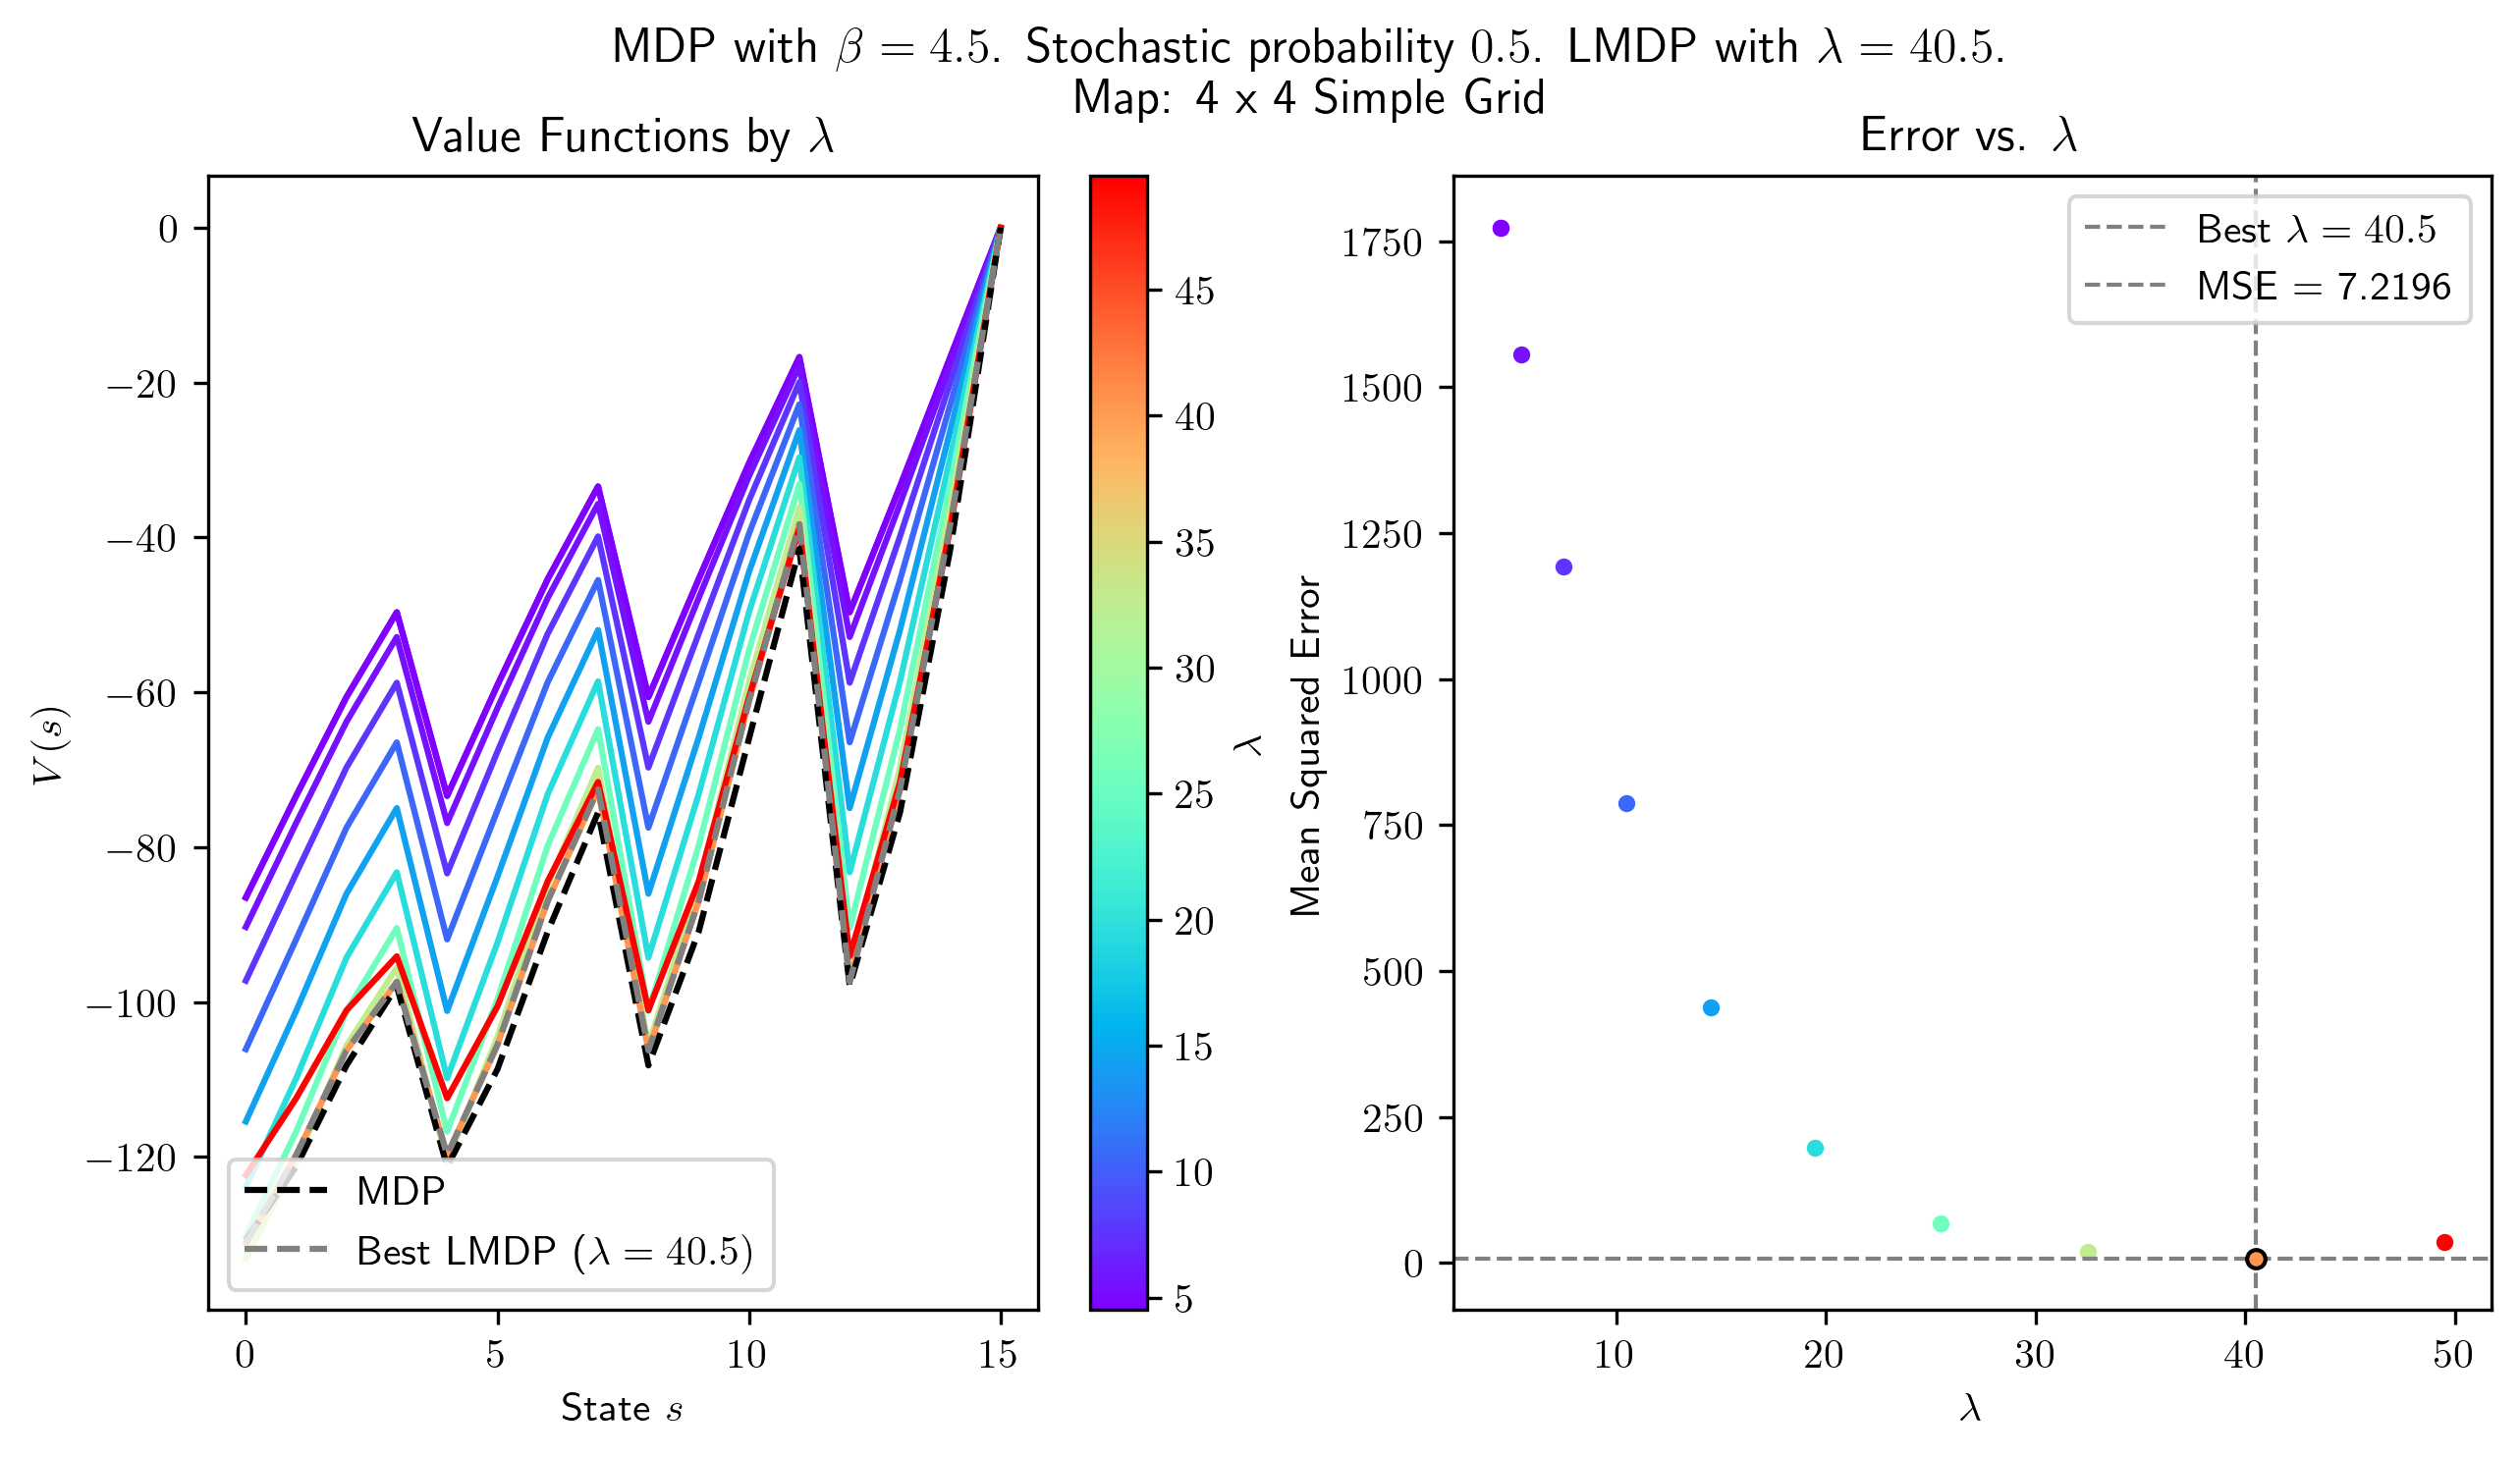 MDP with β = 4.5. Stochastic probability 0.5. LMDP with λ = 40.5.
Map: 4 x 4 Simple Grid
Value Functions by λ
0
−20
−40
−60
−80
−100
−120
V(s)
0
5
10
15
State s
MDP
Best LMDP (λ = 40.5)
45
40
35
30
25
20
15
10
5
λ
Error vs. λ
1750
1500
1250
1000
750
500
250
0
Mean Squared Error
10
20
30
40
50
λ
Best λ = 40.5
MSE = 7.2196